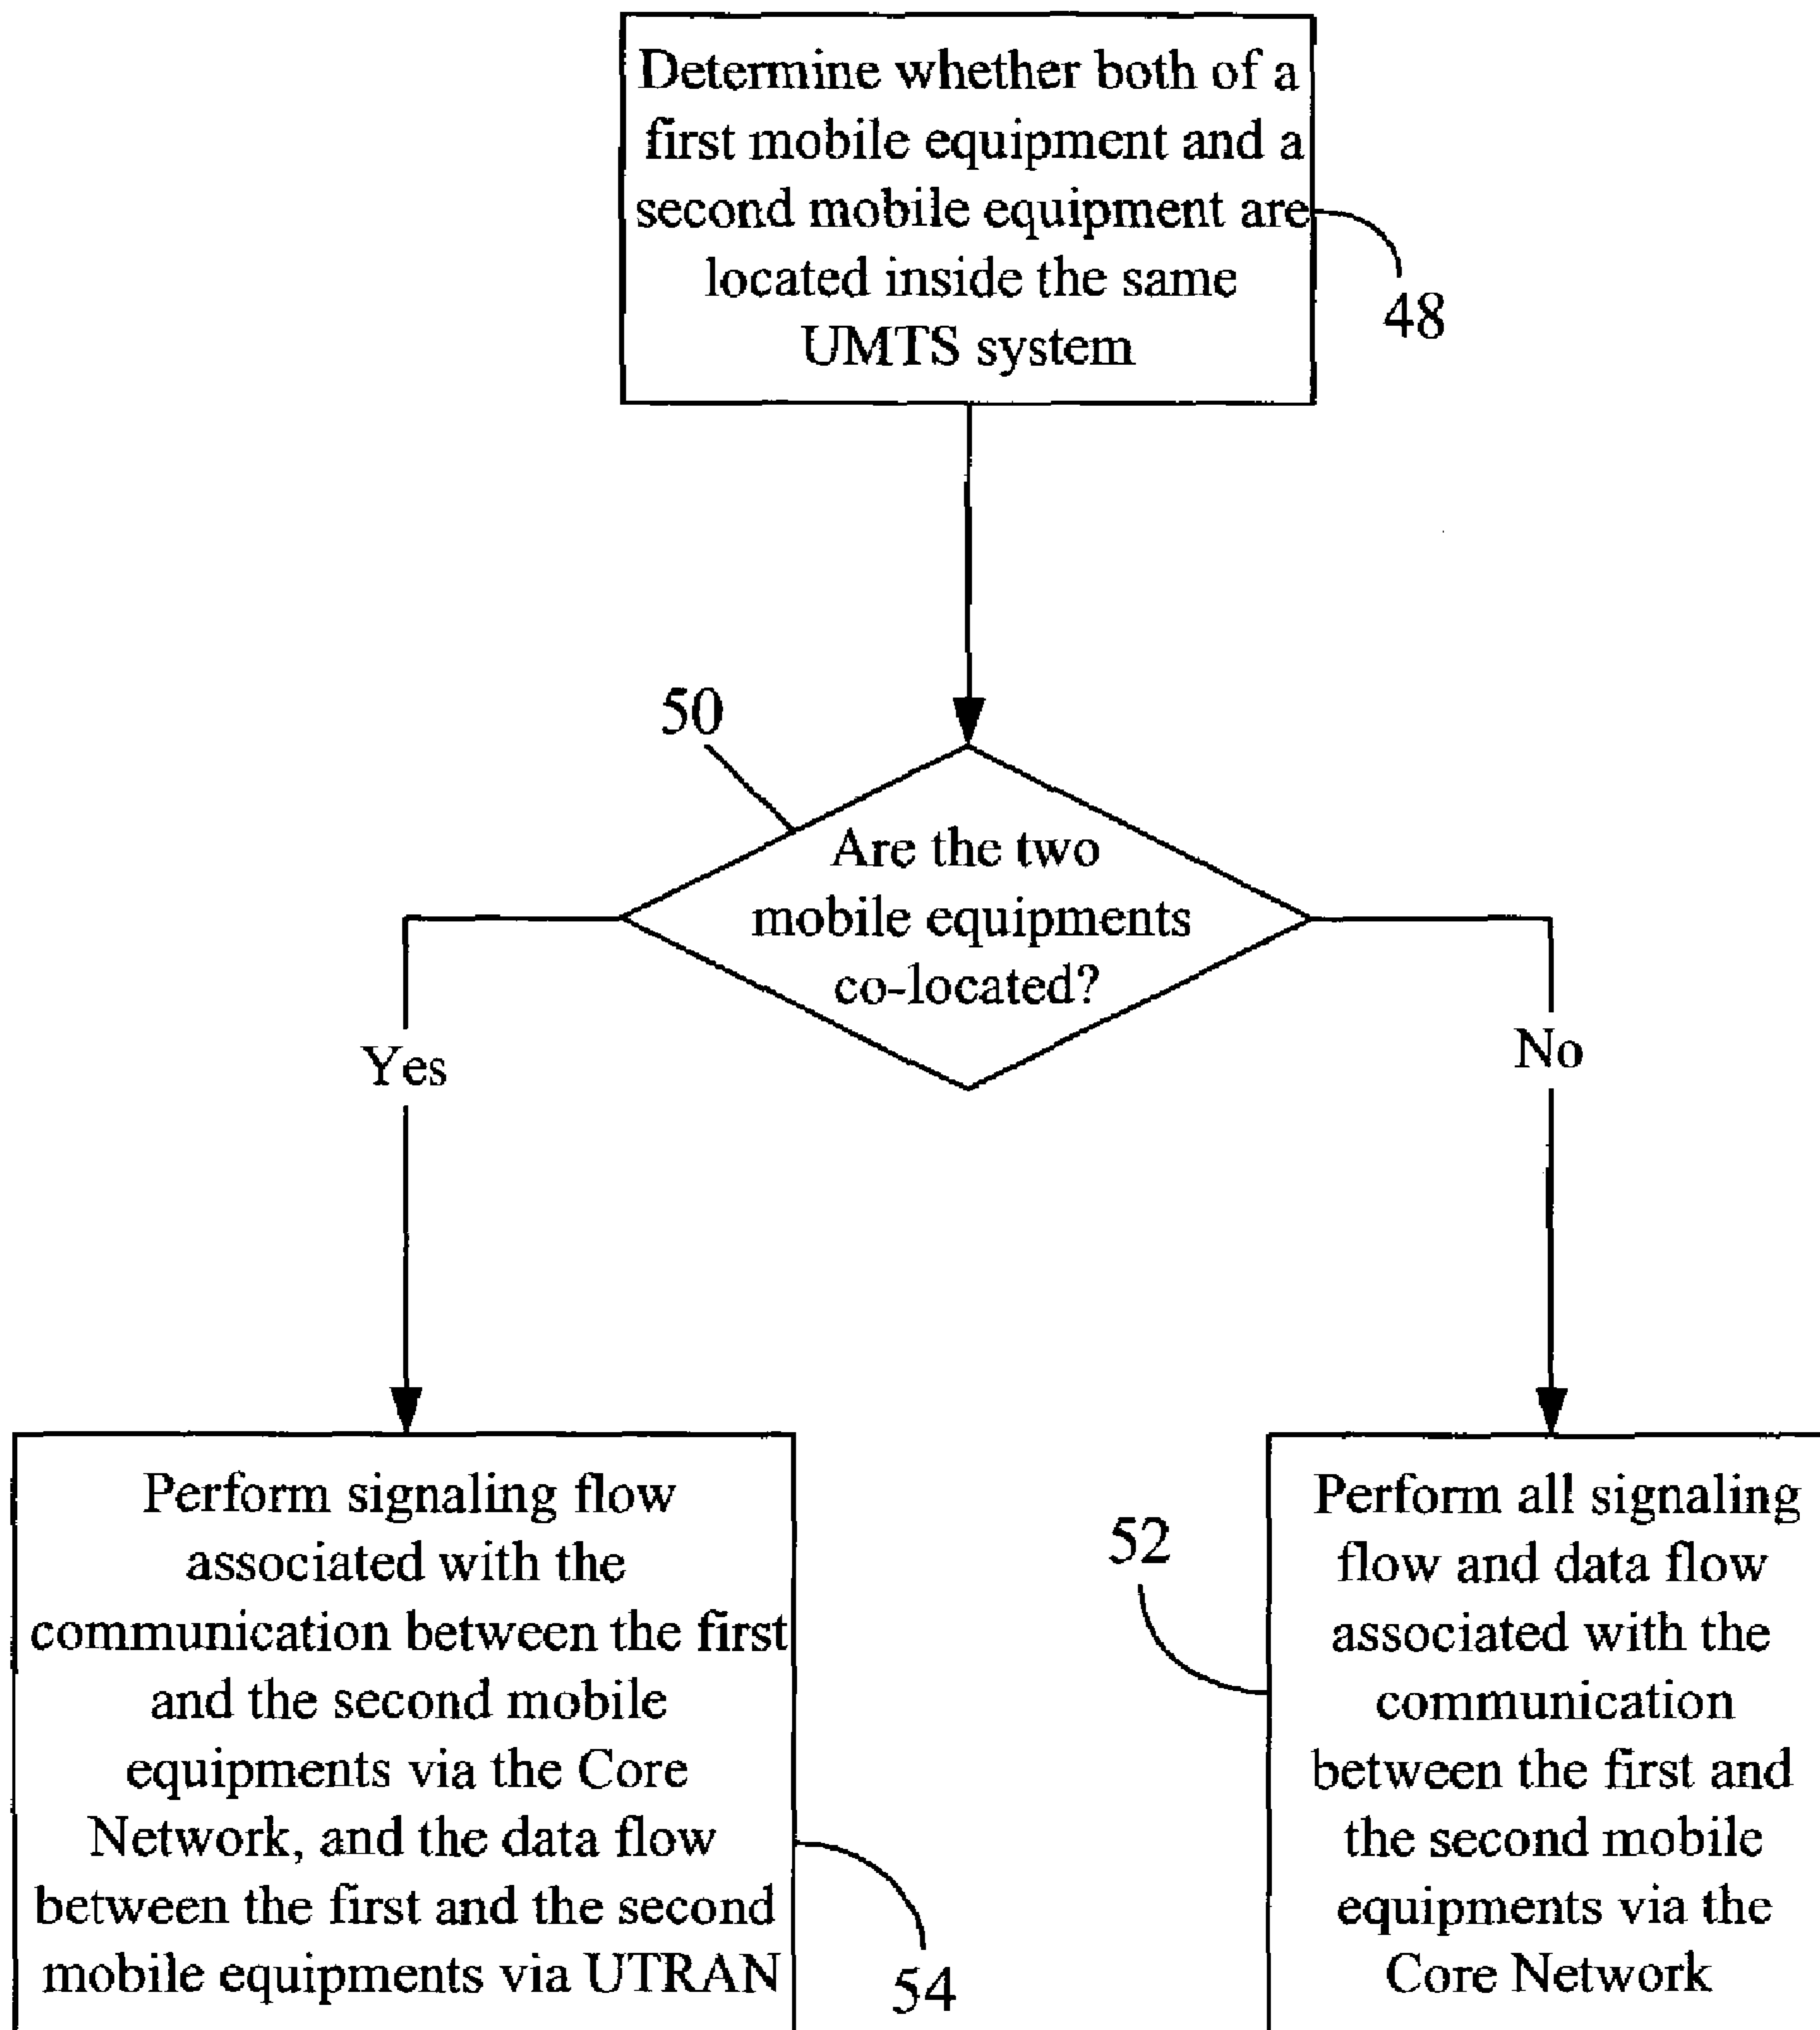 Determine whether both of a
first mobile equipment and a
second mobile equipment are
located inside the same
UMTS system
48
50
Are the two
mobile equipments
co-located?
Yes
No
Perform signaling flow
associated with the
communication between the first
and the second mobile
equipments via the Core
Network, and the data flow
between the first and the second
mobile equipments via UTRAN
54
52
Perform all signaling
flow and data flow
associated with the
communication
between the first and
the second mobile
equipments via the
Core Network